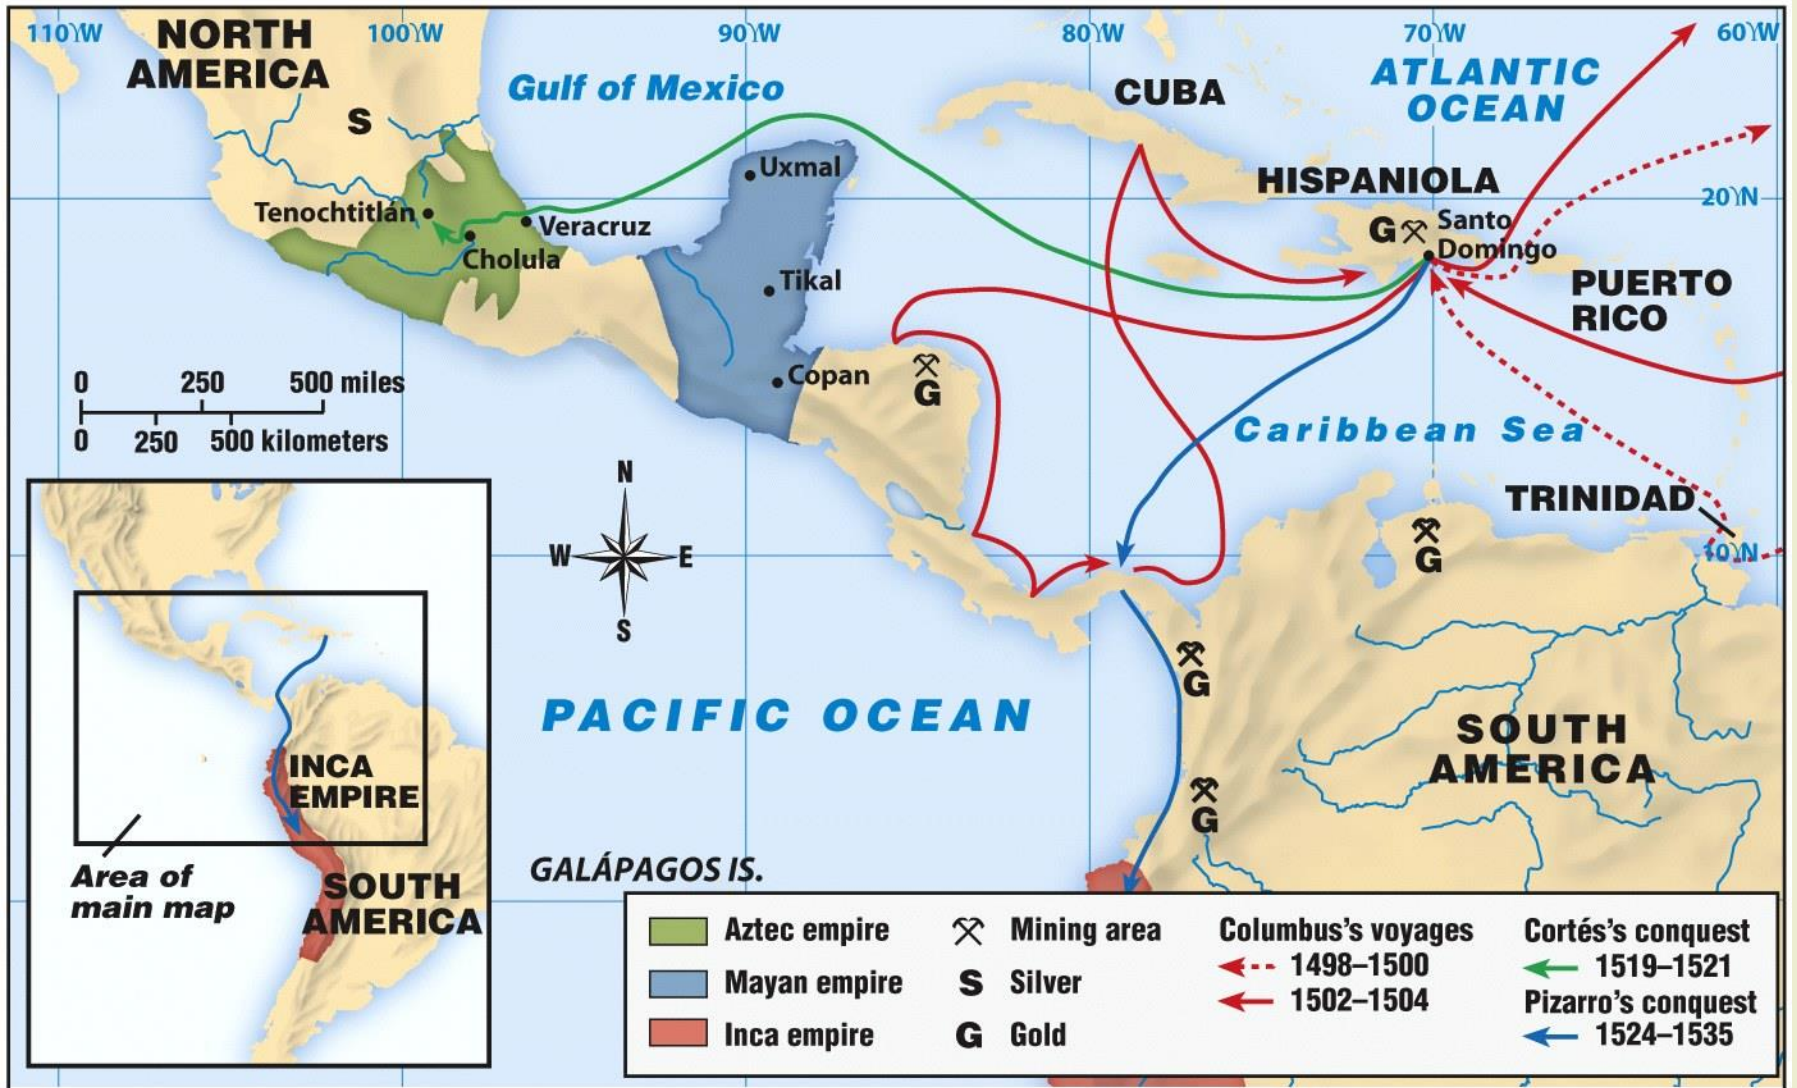 110°W
100°W
90°W
80°W
70°W
60°W
NORTH
AMERICA
Gulf of Mexico
CUBA
ATLANTIC
OCEAN
S
Uxmal
HISPANIOLA
20°N
Tenochtitlán
Veracruz
G
Santo
Domingo
Cholula
Tikal
PUERTO
RICO
Copan
G
0 250 500 miles
0 250 500 kilometers
Caribbean Sea
TRINIDAD
N
W E
S
G
10°N
G
PACIFIC OCEAN
SOUTH
AMERICA
G
INCA
EMPIRE
Area of
main map
SOUTH
AMERICA
GALÁPAGOS IS.
Aztec empire
Mayan empire
Inca empire
Mining area
S Silver
G Gold
Columbus's voyages
1498–1500
1502–1504
Cortés's conquest
1519–1521
Pizarro's conquest
1524–1535